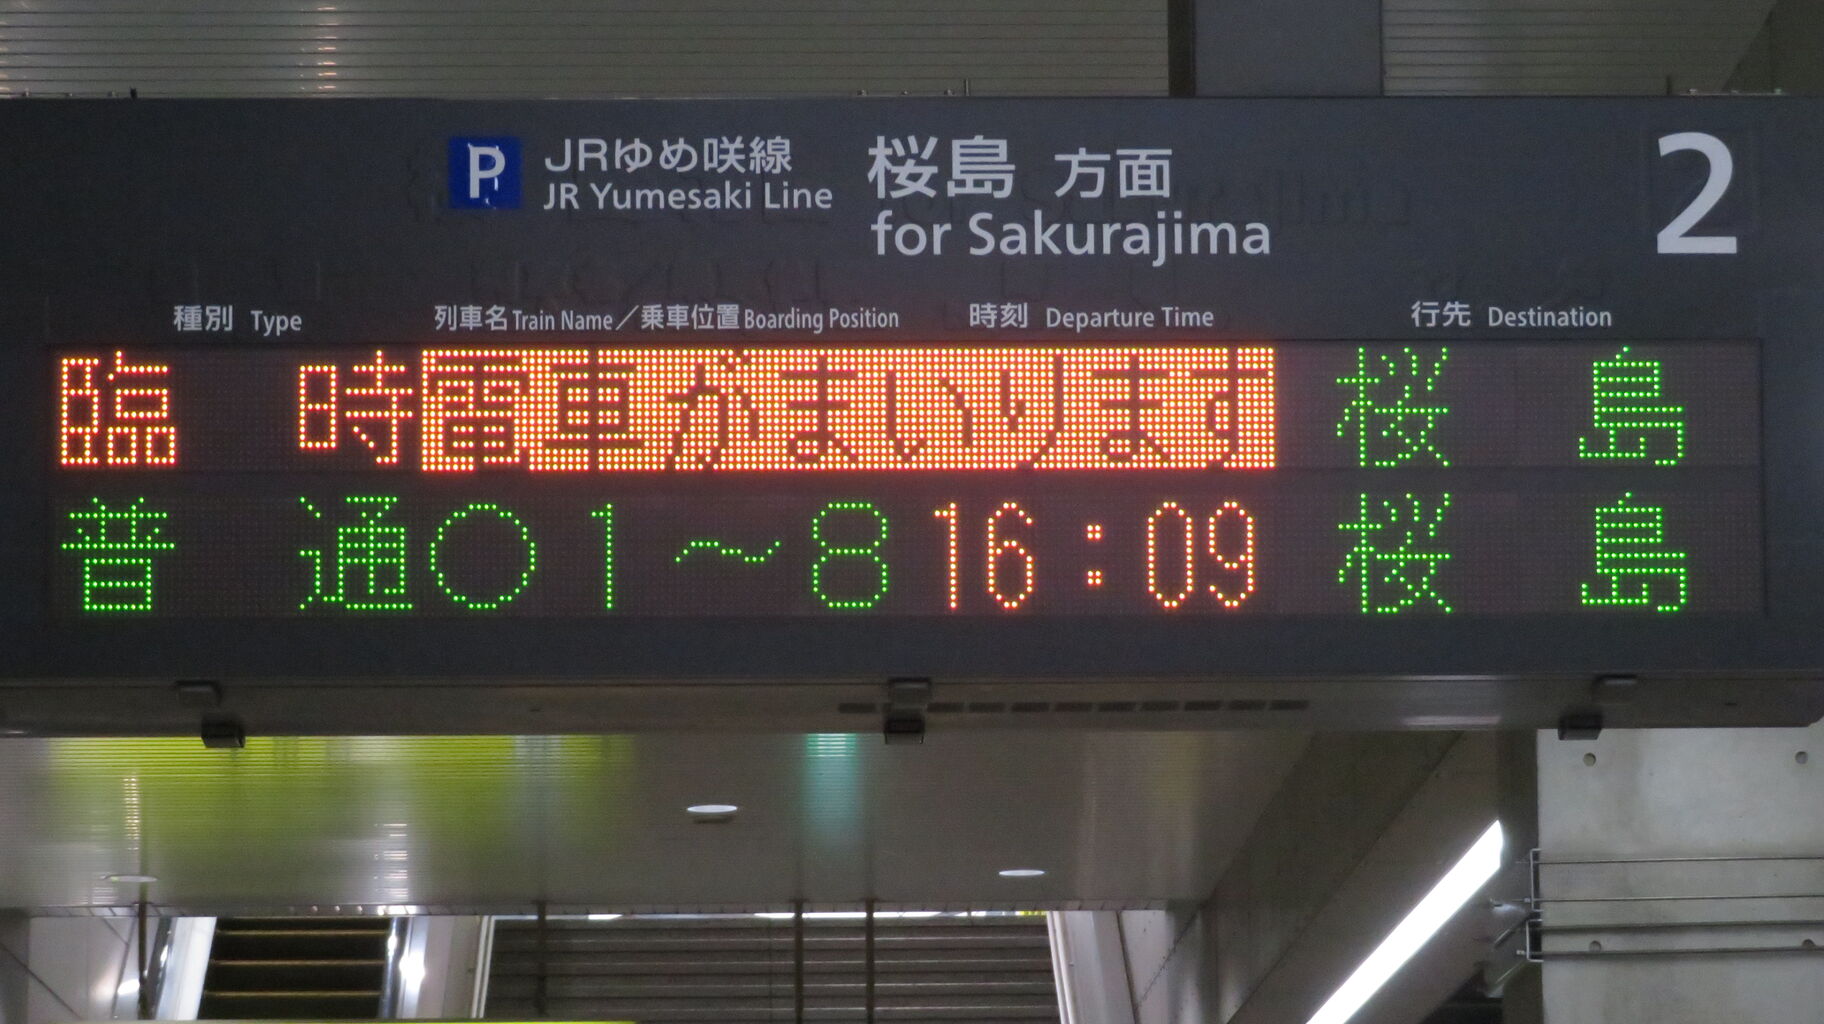 P JRゆめ咲線 桜島 方面 2
JR Yumesaki Line for Sakurajima
種別 Type 列車名 Train Name／乗車位置 Boarding Position 時刻 Departure Time 行先 Destination
臨時 電車がまいります 桜島
普通 ○1～8 16:09 桜島